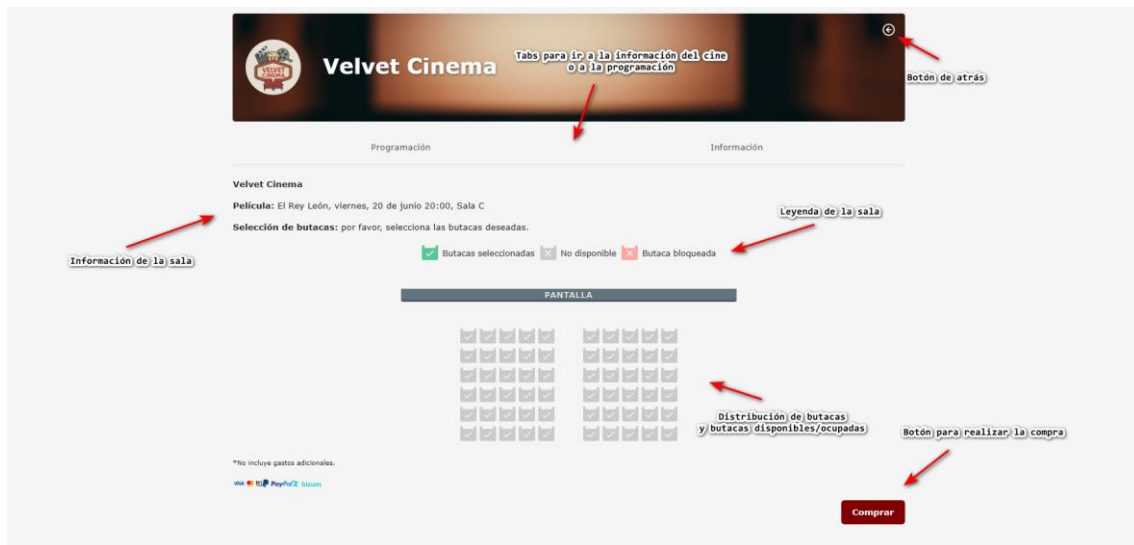 VELVET
CINEMA
Velvet Cinema
Tabs para ir a la información del cine
o a la programación
Botón de atrás
Programación
Información
Velvet Cinema
Película: El Rey León, viernes, 20 de junio 20:00, Sala C
Selección de butacas: por favor, selecciona las butacas deseadas.
Leyenda de la sala
Información de la sala
Butacas seleccionadas
No disponible
Butaca bloqueada
PANTALLA
Distribución de butacas
y butacas disponibles/ocupadas
Botón para realizar la compra
*No incluye gastos adicionales.
VISA PayPal bizum
Comprar